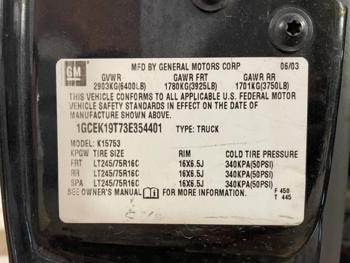 GM
MFD BY GENERAL MOTORS CORP 06/03
GVWR GAWR FRT GAWR RR
2903KG(6400LB) 1780KG(3925LB) 1701KG(3750LB)
THIS VEHICLE CONFORMS TO ALL APPLICABLE U.S. FEDERAL MOTOR
VEHICLE SAFETY STANDARDS IN EFFECT ON THE DATE OF
MANUFACTURE SHOWN ABOVE.
1GCEK19T73E354401 TYPE: TRUCK
MODEL: K15753
KPGW TIRE SIZE RIM COLD TIRE PRESSURE
FRT LT245/75R16C 16X6.5J 340KPA(50PSI)
RR LT245/75R16C 16X6.5J 340KPA(50PSI)
SPA LT245/75R16C 16X6.5J 340KPA(50PSI)
SEE OWNER'S MANUAL FOR MORE INFORMATION. F 450
T 445